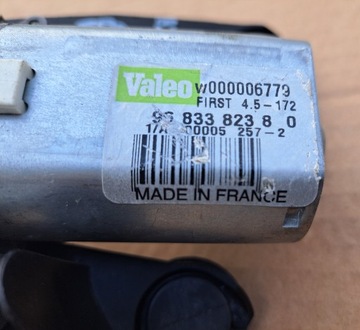 Valeo W000006779
FIRST 4.5-172
96 833 823 8 0
00005 257-2
MADE IN FRANCE